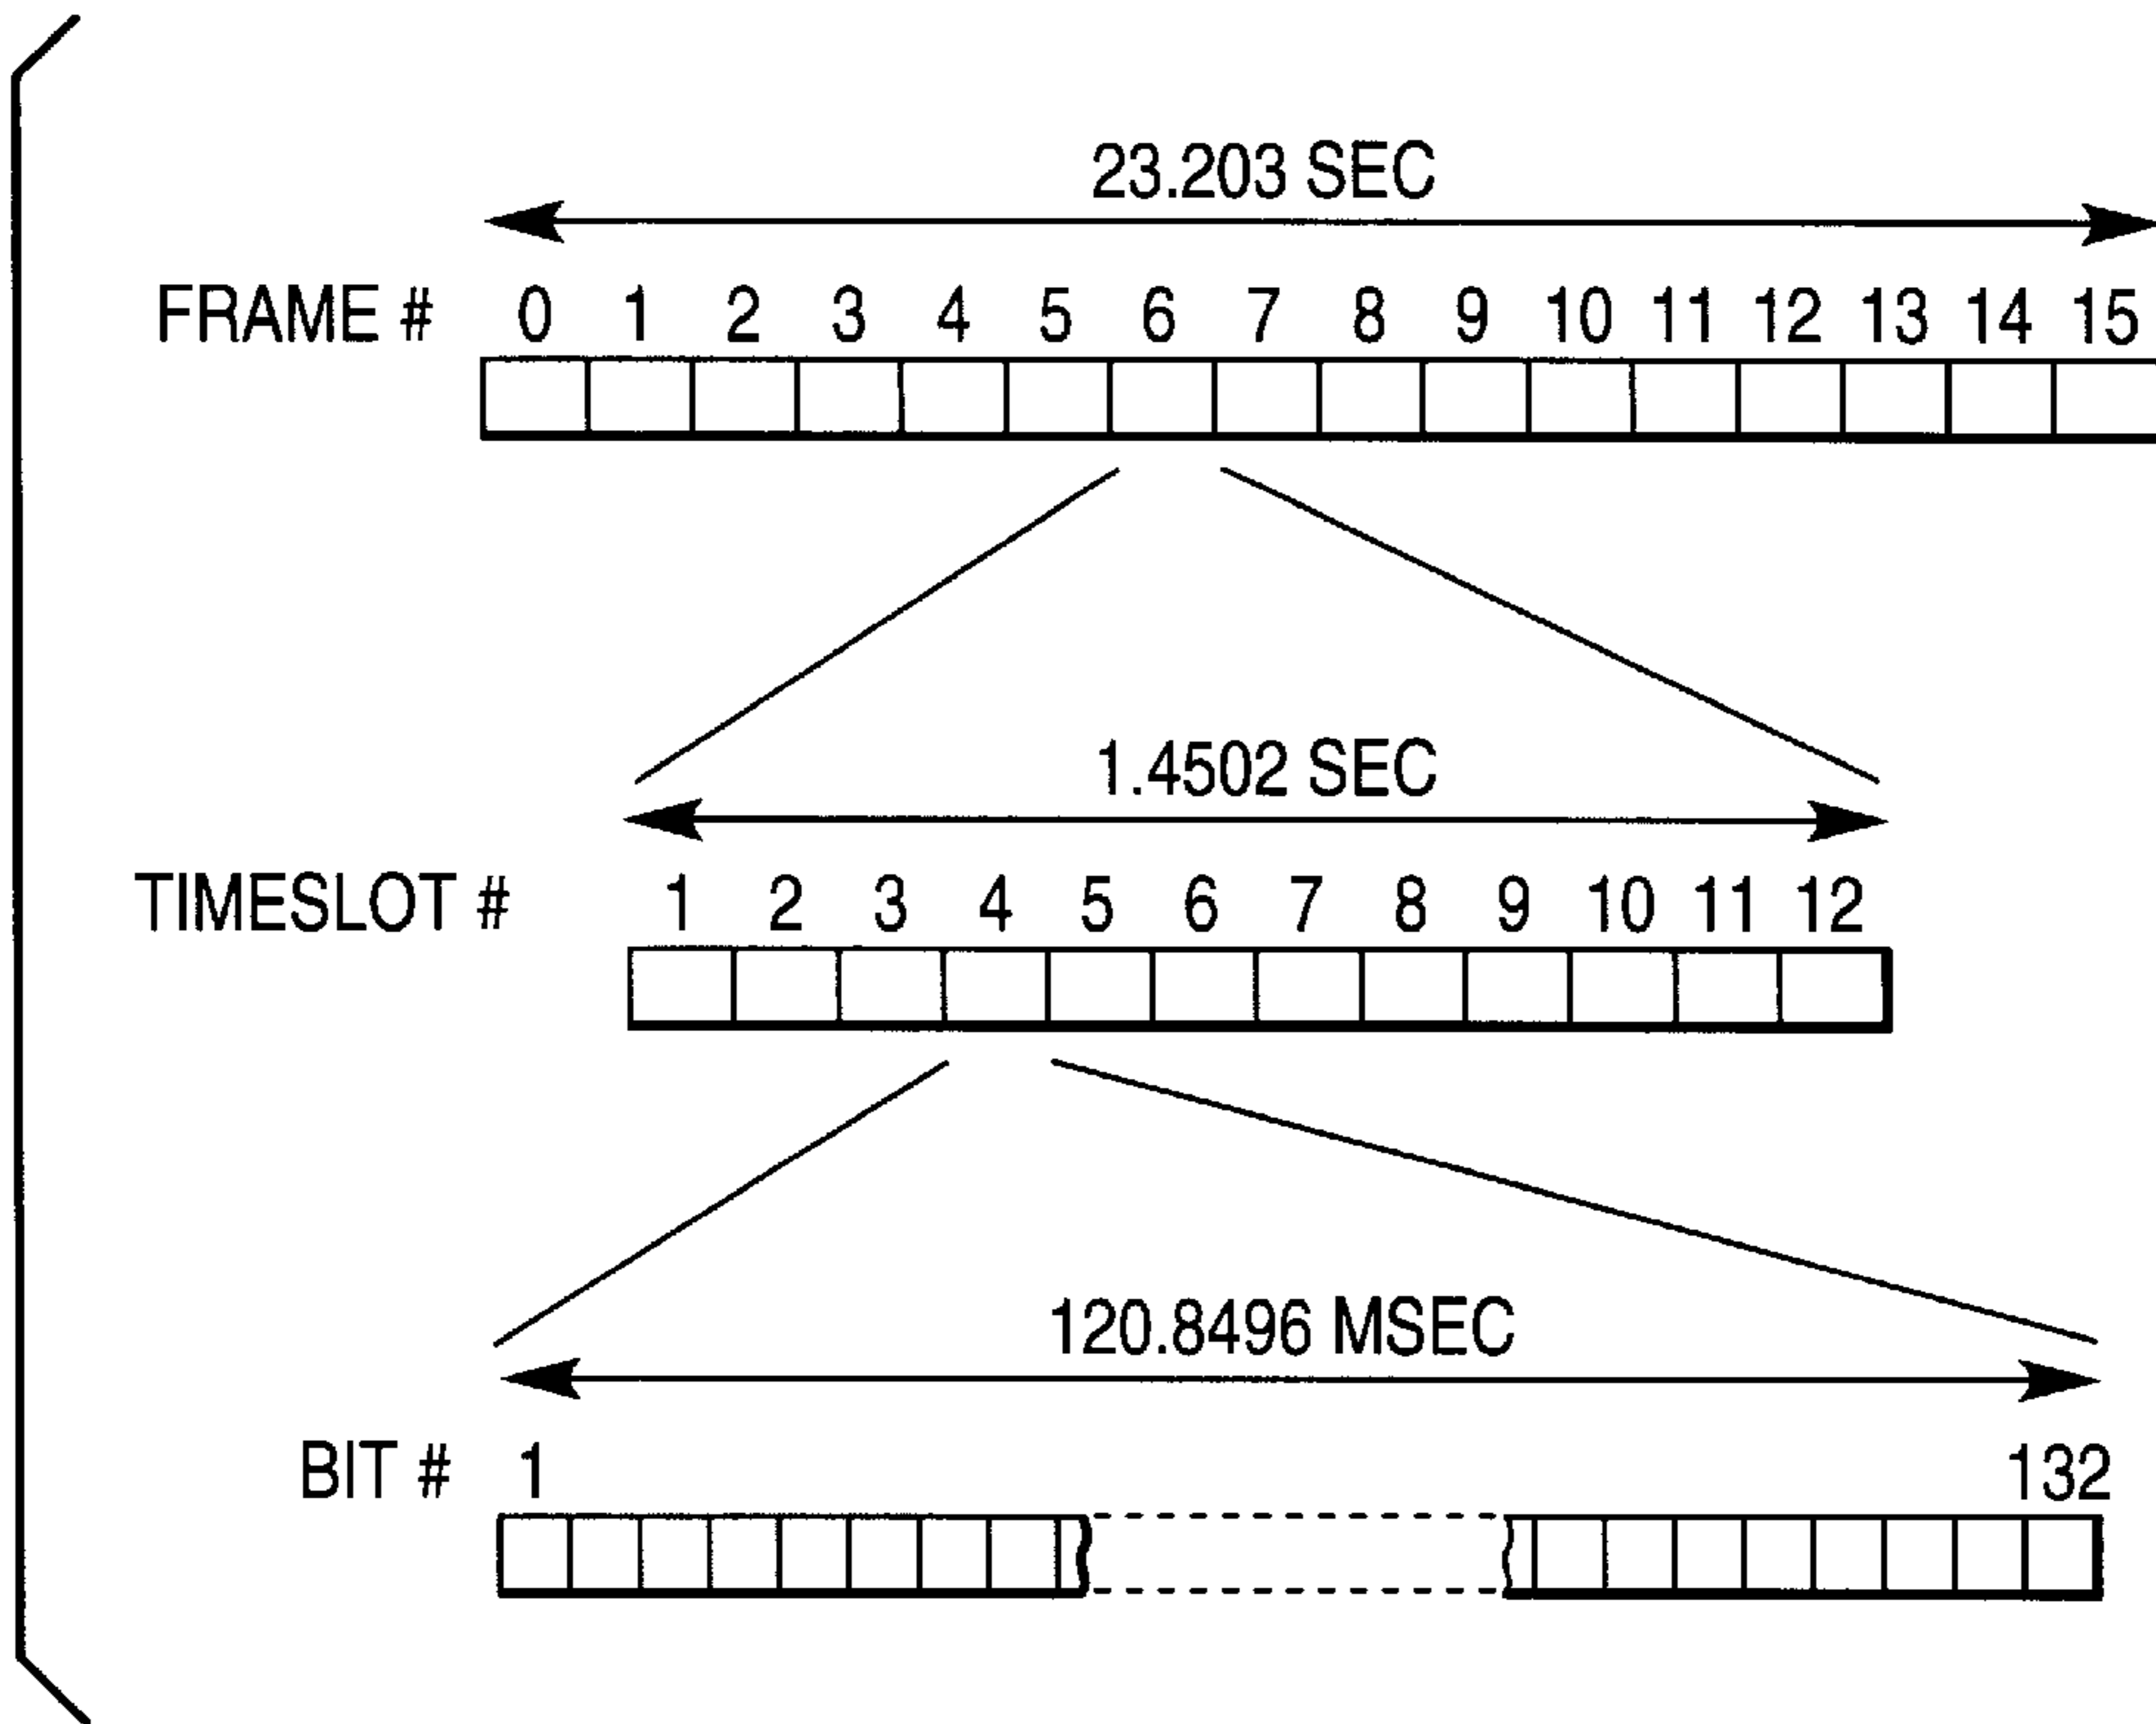 23.203 SEC
FRAME # 0 1 2 3 4 5 6 7 8 9 10 11 12 13 14 15
1.4502 SEC
TIMESLOT # 1 2 3 4 5 6 7 8 9 10 11 12
120.8496 MSEC
BIT # 1 132